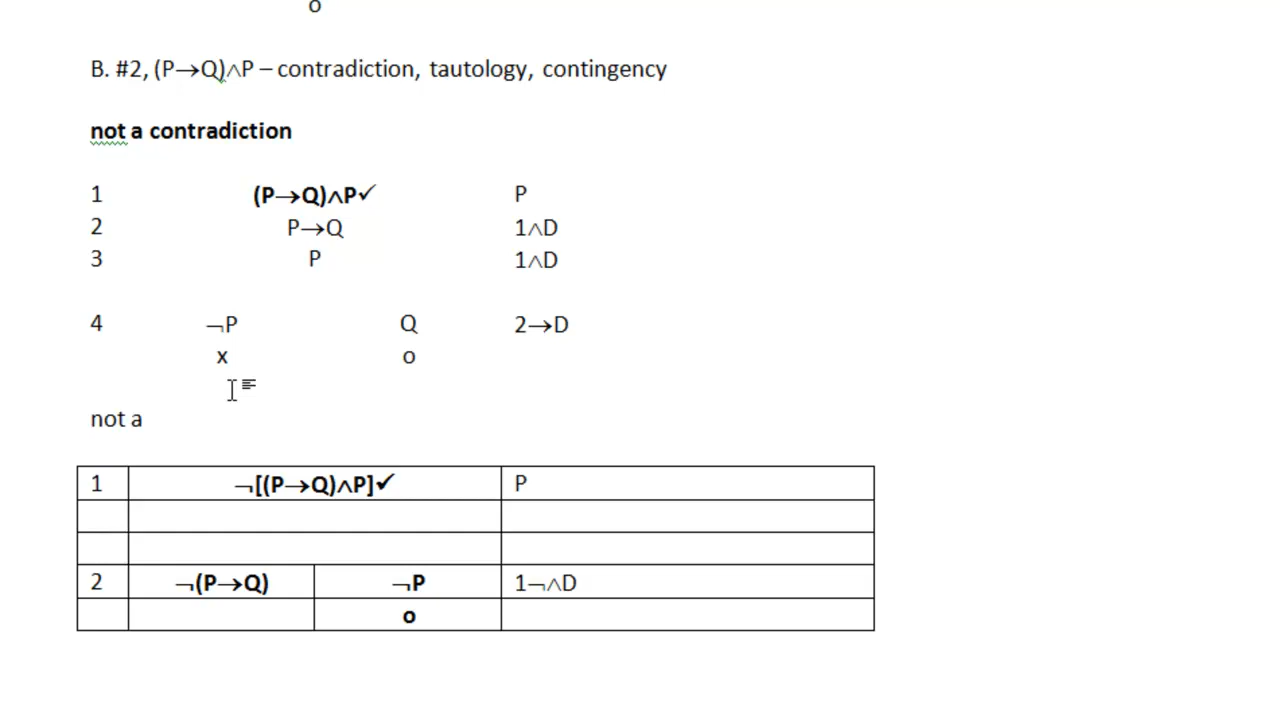 o
B. #2, (P→Q)∧P – contradiction, tautology, contingency
not a contradiction
1 (P→Q)∧P✓ P
2 P→Q 1∧D
3 P 1∧D
4 ¬P Q 2→D
x o
not a
1 ¬[(P→Q)∧P]✓ P
2 ¬(P→Q) ¬P 1¬∧D
o